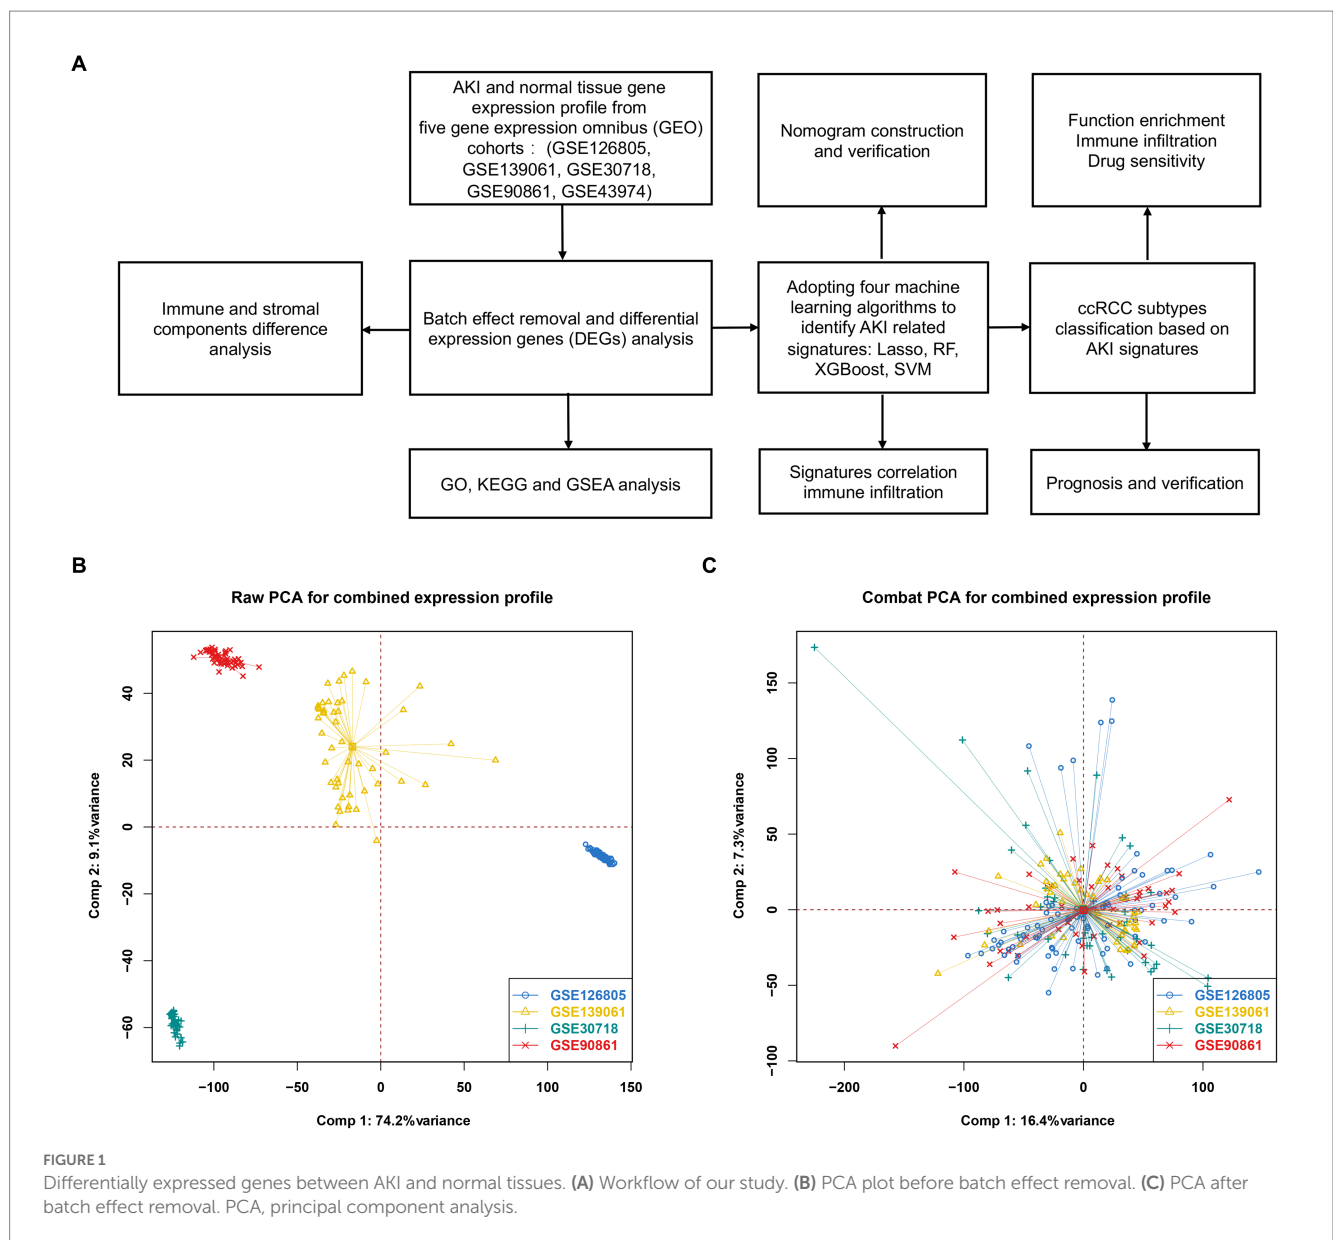 A
AKI and normal tissue gene
expression profile from
five gene expression omnibus (GEO)
cohorts： (GSE126805,
GSE139061, GSE30718,
GSE90861, GSE43974)
Nomogram construction
and verification
Function enrichment
Immune infiltration
Drug sensitivity
Immune and stromal
components difference
analysis
Batch effect removal and differential
expression genes (DEGs) analysis
Adopting four machine
learning algorithms to
identify AKI related
signatures: Lasso, RF,
XGBoost, SVM
ccRCC subtypes
classification based on
AKI signatures
GO, KEGG and GSEA analysis
Signatures correlation
immune infiltration
Prognosis and verification
B
Raw PCA for combined expression profile
Comp 2: 9.1%variance
40
20
0
−20
−40
−60
GSE126805
GSE139061
GSE30718
GSE90861
−100
−50
0
50
100
150
Comp 1: 74.2%variance
C
Combat PCA for combined expression profile
Comp 2: 7.3%variance
150
100
50
0
−50
−100
GSE126805
GSE139061
GSE30718
GSE90861
−200
−100
0
100
Comp 1: 16.4%variance
FIGURE 1
Differentially expressed genes between AKI and normal tissues. (A) Workflow of our study. (B) PCA plot before batch effect removal. (C) PCA after
batch effect removal. PCA, principal component analysis.